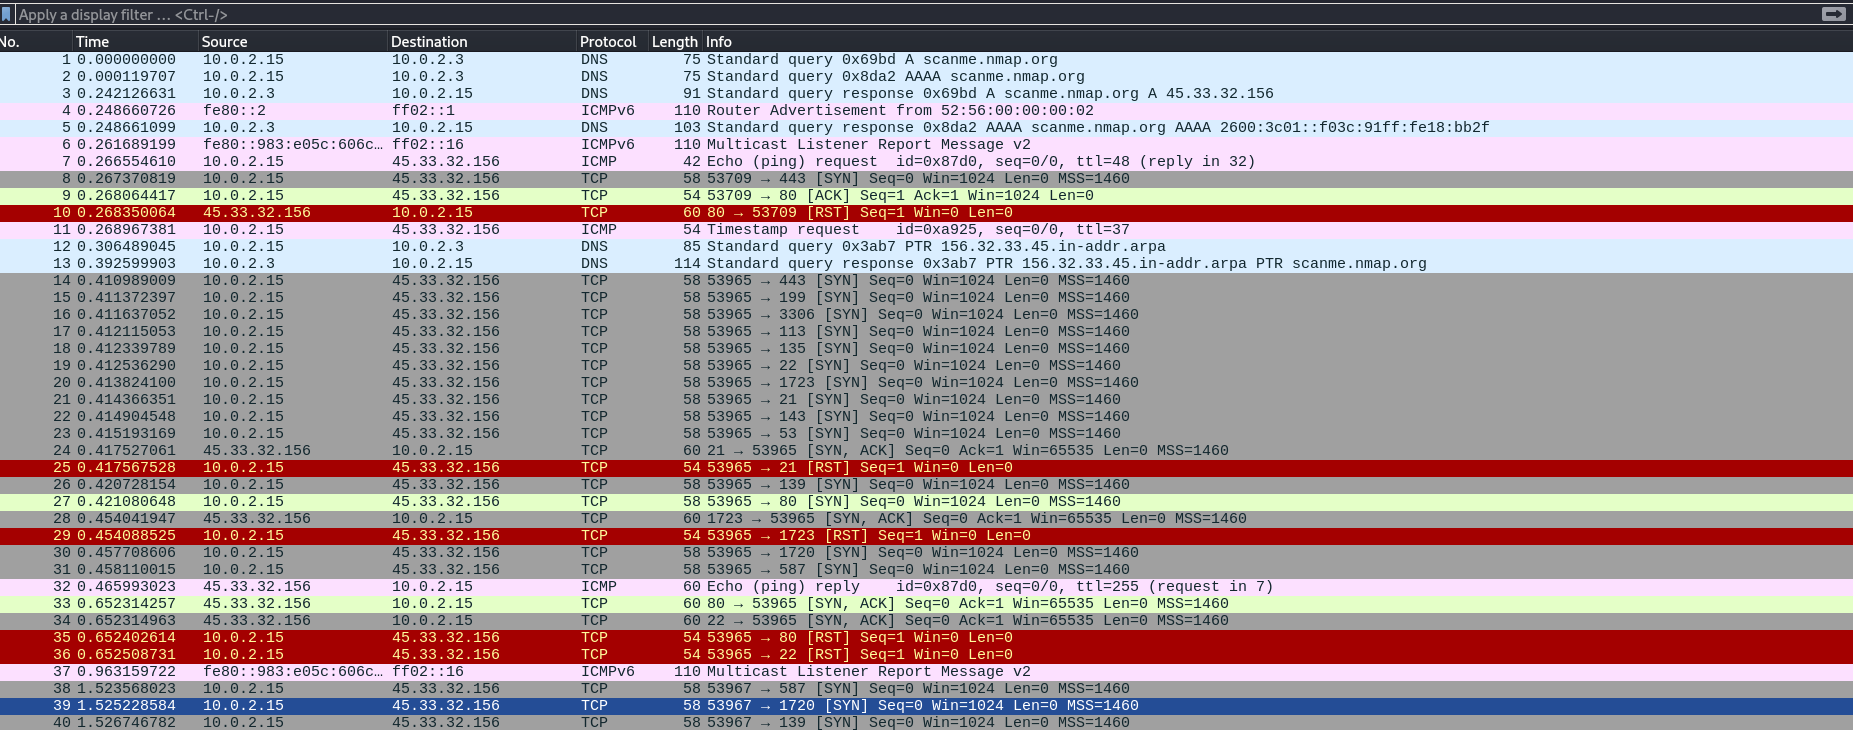 Apply a display filter … <Ctrl-/>
No. Time Source Destination Protocol Length Info
1 0.000000000 10.0.2.15 10.0.2.3 DNS 75 Standard query 0x69bd A scanme.nmap.org
2 0.000119707 10.0.2.15 10.0.2.3 DNS 75 Standard query 0x8da2 AAAA scanme.nmap.org
3 0.242126631 10.0.2.3 10.0.2.15 DNS 91 Standard query response 0x69bd A scanme.nmap.org A 45.33.32.156
4 0.248660726 fe80::2 ff02::1 ICMPv6 110 Router Advertisement from 52:56:00:00:00:02
5 0.248661099 10.0.2.3 10.0.2.15 DNS 103 Standard query response 0x8da2 AAAA scanme.nmap.org AAAA 2600:3c01::f03c:91ff:fe18:bb2f
6 0.261689199 fe80::983:e05c:606c… ff02::16 ICMPv6 110 Multicast Listener Report Message v2
7 0.266554610 10.0.2.15 45.33.32.156 ICMP 42 Echo (ping) request id=0x87d0, seq=0/0, ttl=48 (reply in 32)
8 0.267370819 10.0.2.15 45.33.32.156 TCP 58 53709 → 443 [SYN] Seq=0 Win=1024 Len=0 MSS=1460
9 0.268064417 10.0.2.15 45.33.32.156 TCP 54 53709 → 80 [ACK] Seq=1 Ack=1 Win=1024 Len=0
10 0.268350064 45.33.32.156 10.0.2.15 TCP 60 80 → 53709 [RST] Seq=1 Win=0 Len=0
11 0.268967381 10.0.2.15 45.33.32.156 ICMP 54 Timestamp request id=0xa925, seq=0/0, ttl=37
12 0.306489045 10.0.2.15 10.0.2.3 DNS 85 Standard query 0x3ab7 PTR 156.32.33.45.in-addr.arpa
13 0.392599903 10.0.2.3 10.0.2.15 DNS 114 Standard query response 0x3ab7 PTR 156.32.33.45.in-addr.arpa PTR scanme.nmap.org
14 0.410989009 10.0.2.15 45.33.32.156 TCP 58 53965 → 443 [SYN] Seq=0 Win=1024 Len=0 MSS=1460
15 0.411372397 10.0.2.15 45.33.32.156 TCP 58 53965 → 199 [SYN] Seq=0 Win=1024 Len=0 MSS=1460
16 0.411637052 10.0.2.15 45.33.32.156 TCP 58 53965 → 3306 [SYN] Seq=0 Win=1024 Len=0 MSS=1460
17 0.412115053 10.0.2.15 45.33.32.156 TCP 58 53965 → 113 [SYN] Seq=0 Win=1024 Len=0 MSS=1460
18 0.412339789 10.0.2.15 45.33.32.156 TCP 58 53965 → 135 [SYN] Seq=0 Win=1024 Len=0 MSS=1460
19 0.412536290 10.0.2.15 45.33.32.156 TCP 58 53965 → 22 [SYN] Seq=0 Win=1024 Len=0 MSS=1460
20 0.413824100 10.0.2.15 45.33.32.156 TCP 58 53965 → 1723 [SYN] Seq=0 Win=1024 Len=0 MSS=1460
21 0.414366351 10.0.2.15 45.33.32.156 TCP 58 53965 → 21 [SYN] Seq=0 Win=1024 Len=0 MSS=1460
22 0.414904548 10.0.2.15 45.33.32.156 TCP 58 53965 → 143 [SYN] Seq=0 Win=1024 Len=0 MSS=1460
23 0.415193169 10.0.2.15 45.33.32.156 TCP 58 53965 → 53 [SYN] Seq=0 Win=1024 Len=0 MSS=1460
24 0.417527061 45.33.32.156 10.0.2.15 TCP 60 21 → 53965 [SYN, ACK] Seq=0 Ack=1 Win=65535 Len=0 MSS=1460
25 0.417567528 10.0.2.15 45.33.32.156 TCP 54 53965 → 21 [RST] Seq=1 Win=0 Len=0
26 0.420728154 10.0.2.15 45.33.32.156 TCP 58 53965 → 139 [SYN] Seq=0 Win=1024 Len=0 MSS=1460
27 0.421080648 10.0.2.15 45.33.32.156 TCP 58 53965 → 80 [SYN] Seq=0 Win=1024 Len=0 MSS=1460
28 0.454041947 45.33.32.156 10.0.2.15 TCP 60 1723 → 53965 [SYN, ACK] Seq=0 Ack=1 Win=65535 Len=0 MSS=1460
29 0.454088525 10.0.2.15 45.33.32.156 TCP 54 53965 → 1723 [RST] Seq=1 Win=0 Len=0
30 0.457708606 10.0.2.15 45.33.32.156 TCP 58 53965 → 1720 [SYN] Seq=0 Win=1024 Len=0 MSS=1460
31 0.458110015 10.0.2.15 45.33.32.156 TCP 58 53965 → 587 [SYN] Seq=0 Win=1024 Len=0 MSS=1460
32 0.465993023 45.33.32.156 10.0.2.15 ICMP 60 Echo (ping) reply id=0x87d0, seq=0/0, ttl=255 (request in 7)
33 0.652314257 45.33.32.156 10.0.2.15 TCP 60 80 → 53965 [SYN, ACK] Seq=0 Ack=1 Win=65535 Len=0 MSS=1460
34 0.652314963 45.33.32.156 10.0.2.15 TCP 60 22 → 53965 [SYN, ACK] Seq=0 Ack=1 Win=65535 Len=0 MSS=1460
35 0.652402614 10.0.2.15 45.33.32.156 TCP 54 53965 → 80 [RST] Seq=1 Win=0 Len=0
36 0.652508731 10.0.2.15 45.33.32.156 TCP 54 53965 → 22 [RST] Seq=1 Win=0 Len=0
37 0.963159722 fe80::983:e05c:606c… ff02::16 ICMPv6 110 Multicast Listener Report Message v2
38 1.523568023 10.0.2.15 45.33.32.156 TCP 58 53967 → 587 [SYN] Seq=0 Win=1024 Len=0 MSS=1460
39 1.525228584 10.0.2.15 45.33.32.156 TCP 58 53967 → 1720 [SYN] Seq=0 Win=1024 Len=0 MSS=1460
40 1.526746782 10.0.2.15 45.33.32.156 TCP 58 53967 → 139 [SYN] Seq=0 Win=1024 Len=0 MSS=1460